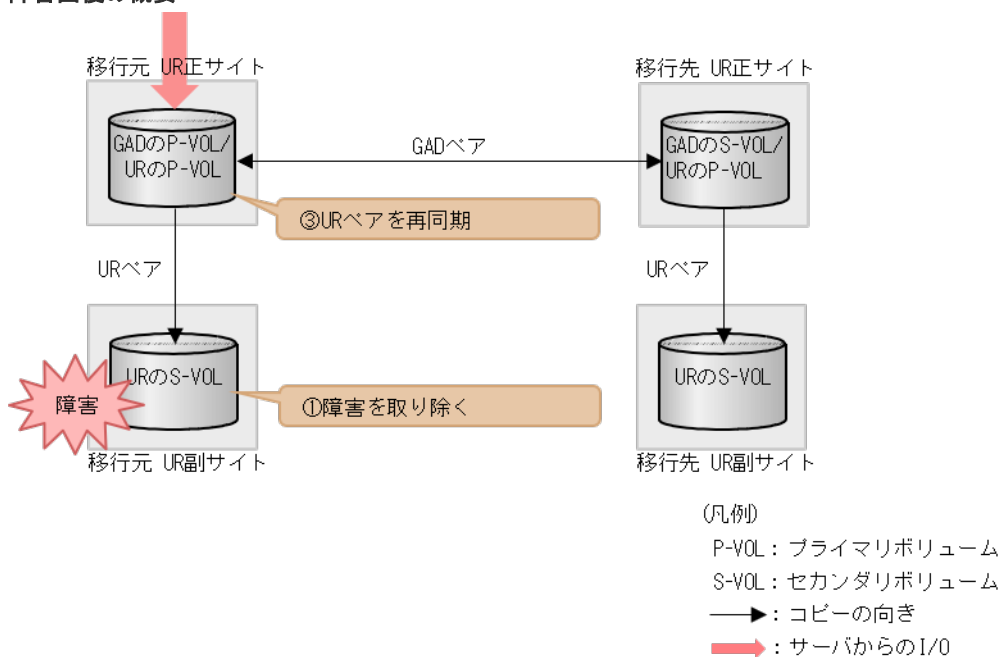 移行元 UR正サイト
移行先 UR正サイト
GADのP-VOL/
URのP-VOL
GADペア
GADのS-VOL/
URのP-VOL
③URペアを再同期
URペア
URペア
URのS-VOL
障害
①障害を取り除く
URのS-VOL
移行元 UR副サイト
移行先 UR副サイト
(凡例)
P-VOL：プライマリボリューム
S-VOL：セカンダリボリューム
：コピーの向き
：サーバからのI/O